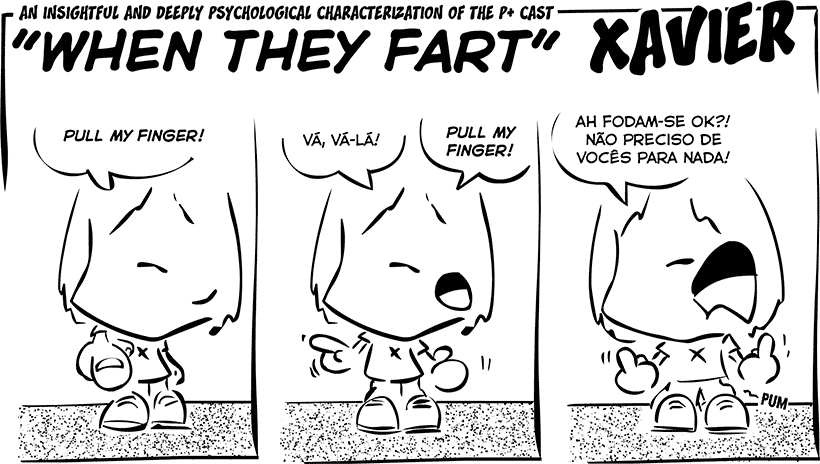 AN INSIGHTFUL AND DEEPLY PSYCHOLOGICAL CHARACTERIZATION OF THE P+ CAST
"WHEN THEY FART" XAVIER
PULL MY FINGER!
VÁ, VÁ-LÁ!
PULL MY
FINGER!
AH FODAM-SE OK?!
NÃO PRECISO DE
VOCÊS PARA NADA!
X
X
X
PUM